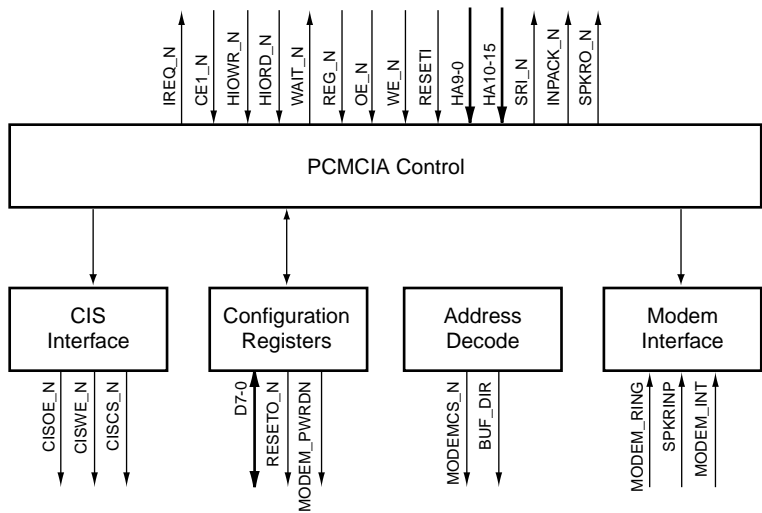 IREQ_N
CE1_N
HIOWR_N
HIORD_N
WAIT_N
REG_N
OE_N
WE_N
RESETI
HA9-0
HA10-15
SRI_N
INPACK_N
SPKRO_N
PCMCIA Control
CIS
Interface
Configuration
Registers
Address
Decode
Modem
Interface
CISOE_N
CISWE_N
CISCS_N
D7-0
RESETO_N
MODEM_PWRDN
MODEMCS_N
BUF_DIR
MODEM_RING
SPKRINP
MODEM_INT